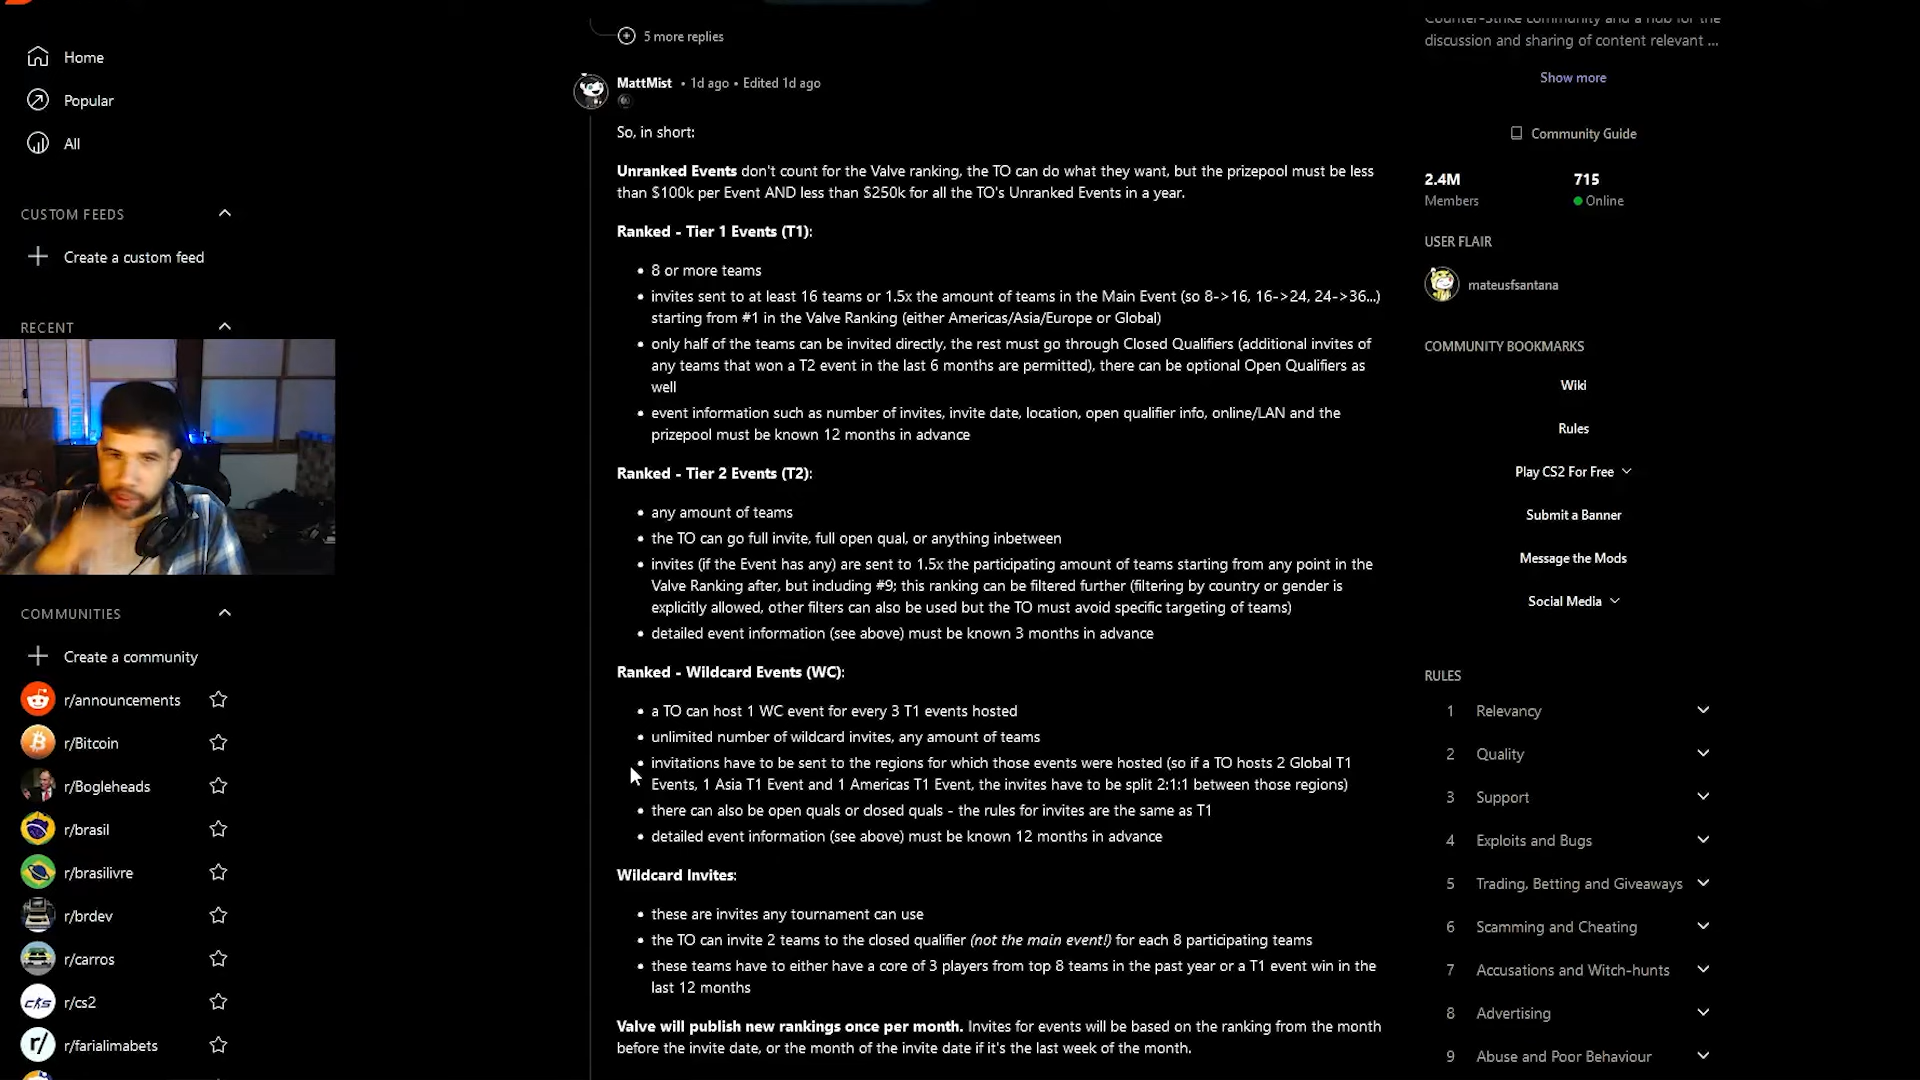 Home
Popular
All
CUSTOM FEEDS
Create a custom feed
RECENT
COMMUNITIES
Create a community
r/announcements
r/Bitcoin
r/Bogleheads
r/brasil
r/brasilivre
r/brdev
r/carros
r/cs2
r/farialimabets
5 more replies
MattMist • 1d ago • Edited 1d ago
So, in short:
Unranked Events don't count for the Valve ranking, the TO can do what they want, but the prizepool must be less
than $100k per Event AND less than $250k for all the TO's Unranked Events in a year.
Ranked - Tier 1 Events (T1):
• 8 or more teams
• invites sent to at least 16 teams or 1.5x the amount of teams in the Main Event (so 8->16, 16->24, 24->36...)
starting from #1 in the Valve Ranking (either Americas/Asia/Europe or Global)
• only half of the teams can be invited directly, the rest must go through Closed Qualifiers (additional invites of
any teams that won a T2 event in the last 6 months are permitted), there can be optional Open Qualifiers as
well
• event information such as number of invites, invite date, location, open qualifier info, online/LAN and the
prizepool must be known 12 months in advance
Ranked - Tier 2 Events (T2):
• any amount of teams
• the TO can go full invite, full open qual, or anything inbetween
• invites (if the Event has any) are sent to 1.5x the participating amount of teams starting from any point in the
Valve Ranking after, but including #9; this ranking can be filtered further (filtering by country or gender is
explicitly allowed, other filters can also be used but the TO must avoid specific targeting of teams)
• detailed event information (see above) must be known 3 months in advance
Ranked - Wildcard Events (WC):
• a TO can host 1 WC event for every 3 T1 events hosted
• unlimited number of wildcard invites, any amount of teams
• invitations have to be sent to the regions for which those events were hosted (so if a TO hosts 2 Global T1
Events, 1 Asia T1 Event and 1 Americas T1 Event, the invites have to be split 2:1:1 between those regions)
• there can also be open quals or closed quals - the rules for invites are the same as T1
• detailed event information (see above) must be known 12 months in advance
Wildcard Invites:
• these are invites any tournament can use
• the TO can invite 2 teams to the closed qualifier (not the main event!) for each 8 participating teams
• these teams have to either have a core of 3 players from top 8 teams in the past year or a T1 event win in the
last 12 months
Valve will publish new rankings once per month. Invites for events will be based on the ranking from the month
before the invite date, or the month of the invite date if it's the last week of the month.
Counter-Strike community and a hub for the
discussion and sharing of content relevant ...
Show more
Community Guide
2.4M 715
Members Online
USER FLAIR
mateusfsantana
COMMUNITY BOOKMARKS
Wiki
Rules
Play CS2 For Free
Submit a Banner
Message the Mods
Social Media
RULES
1 Relevancy
2 Quality
3 Support
4 Exploits and Bugs
5 Trading, Betting and Giveaways
6 Scamming and Cheating
7 Accusations and Witch-hunts
8 Advertising
9 Abuse and Poor Behaviour